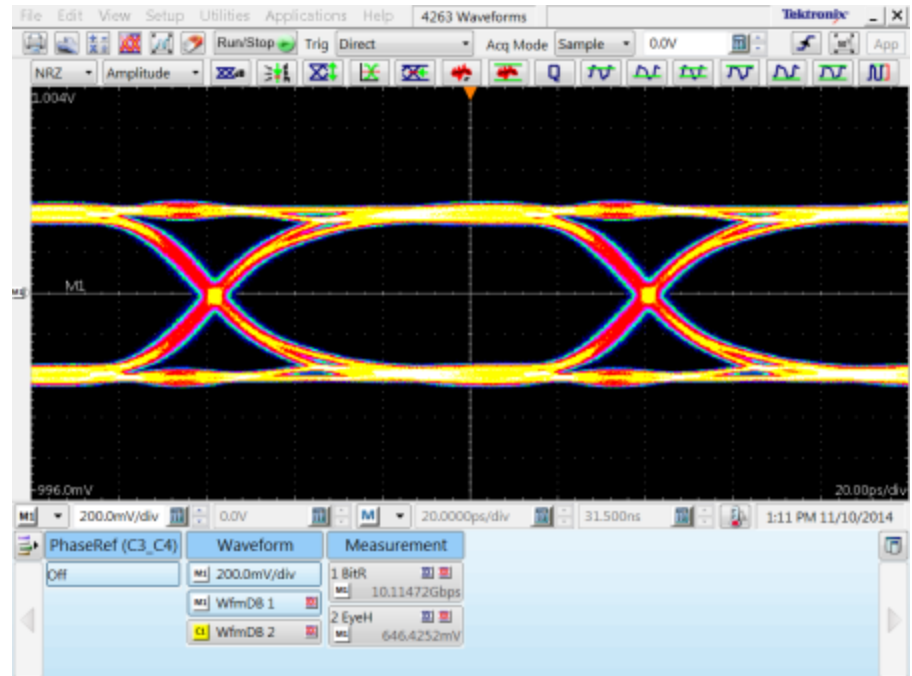 File Edit View Setup Utilities Applications Help 4263 Waveforms Tektronix
Run/Stop Trig Direct Acq Mode Sample 0.0V App
NRZ Amplitude Q
1.004V
M1
-996.0mV 20.00ps/div
M1 200.0mV/div 0.0V M 20.0000ps/div 31.500ns 1:11 PM 11/10/2014
PhaseRef (C3_C4) Waveform Measurement
Off M1 200.0mV/div 1 BitR
M1 10.11472Gbps
M1 WfmDB 1
2 EyeH
C1 WfmDB 2 M1 646.4252mV